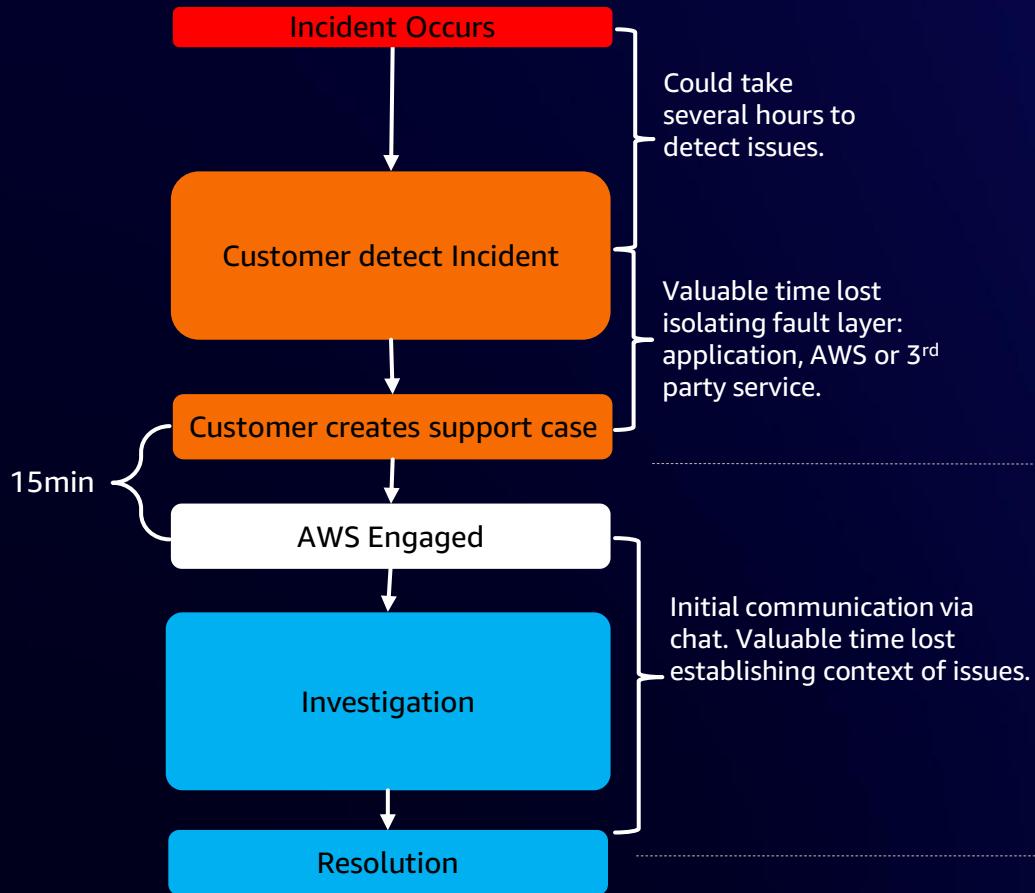 Incident Occurs
Could take
several hours to
detect issues.
Customer detect Incident
Valuable time lost
isolating fault layer:
application, AWS or 3rd
party service.
Customer creates support case
15min
AWS Engaged
Initial communication via
chat. Valuable time lost
establishing context of issues.
Investigation
Resolution